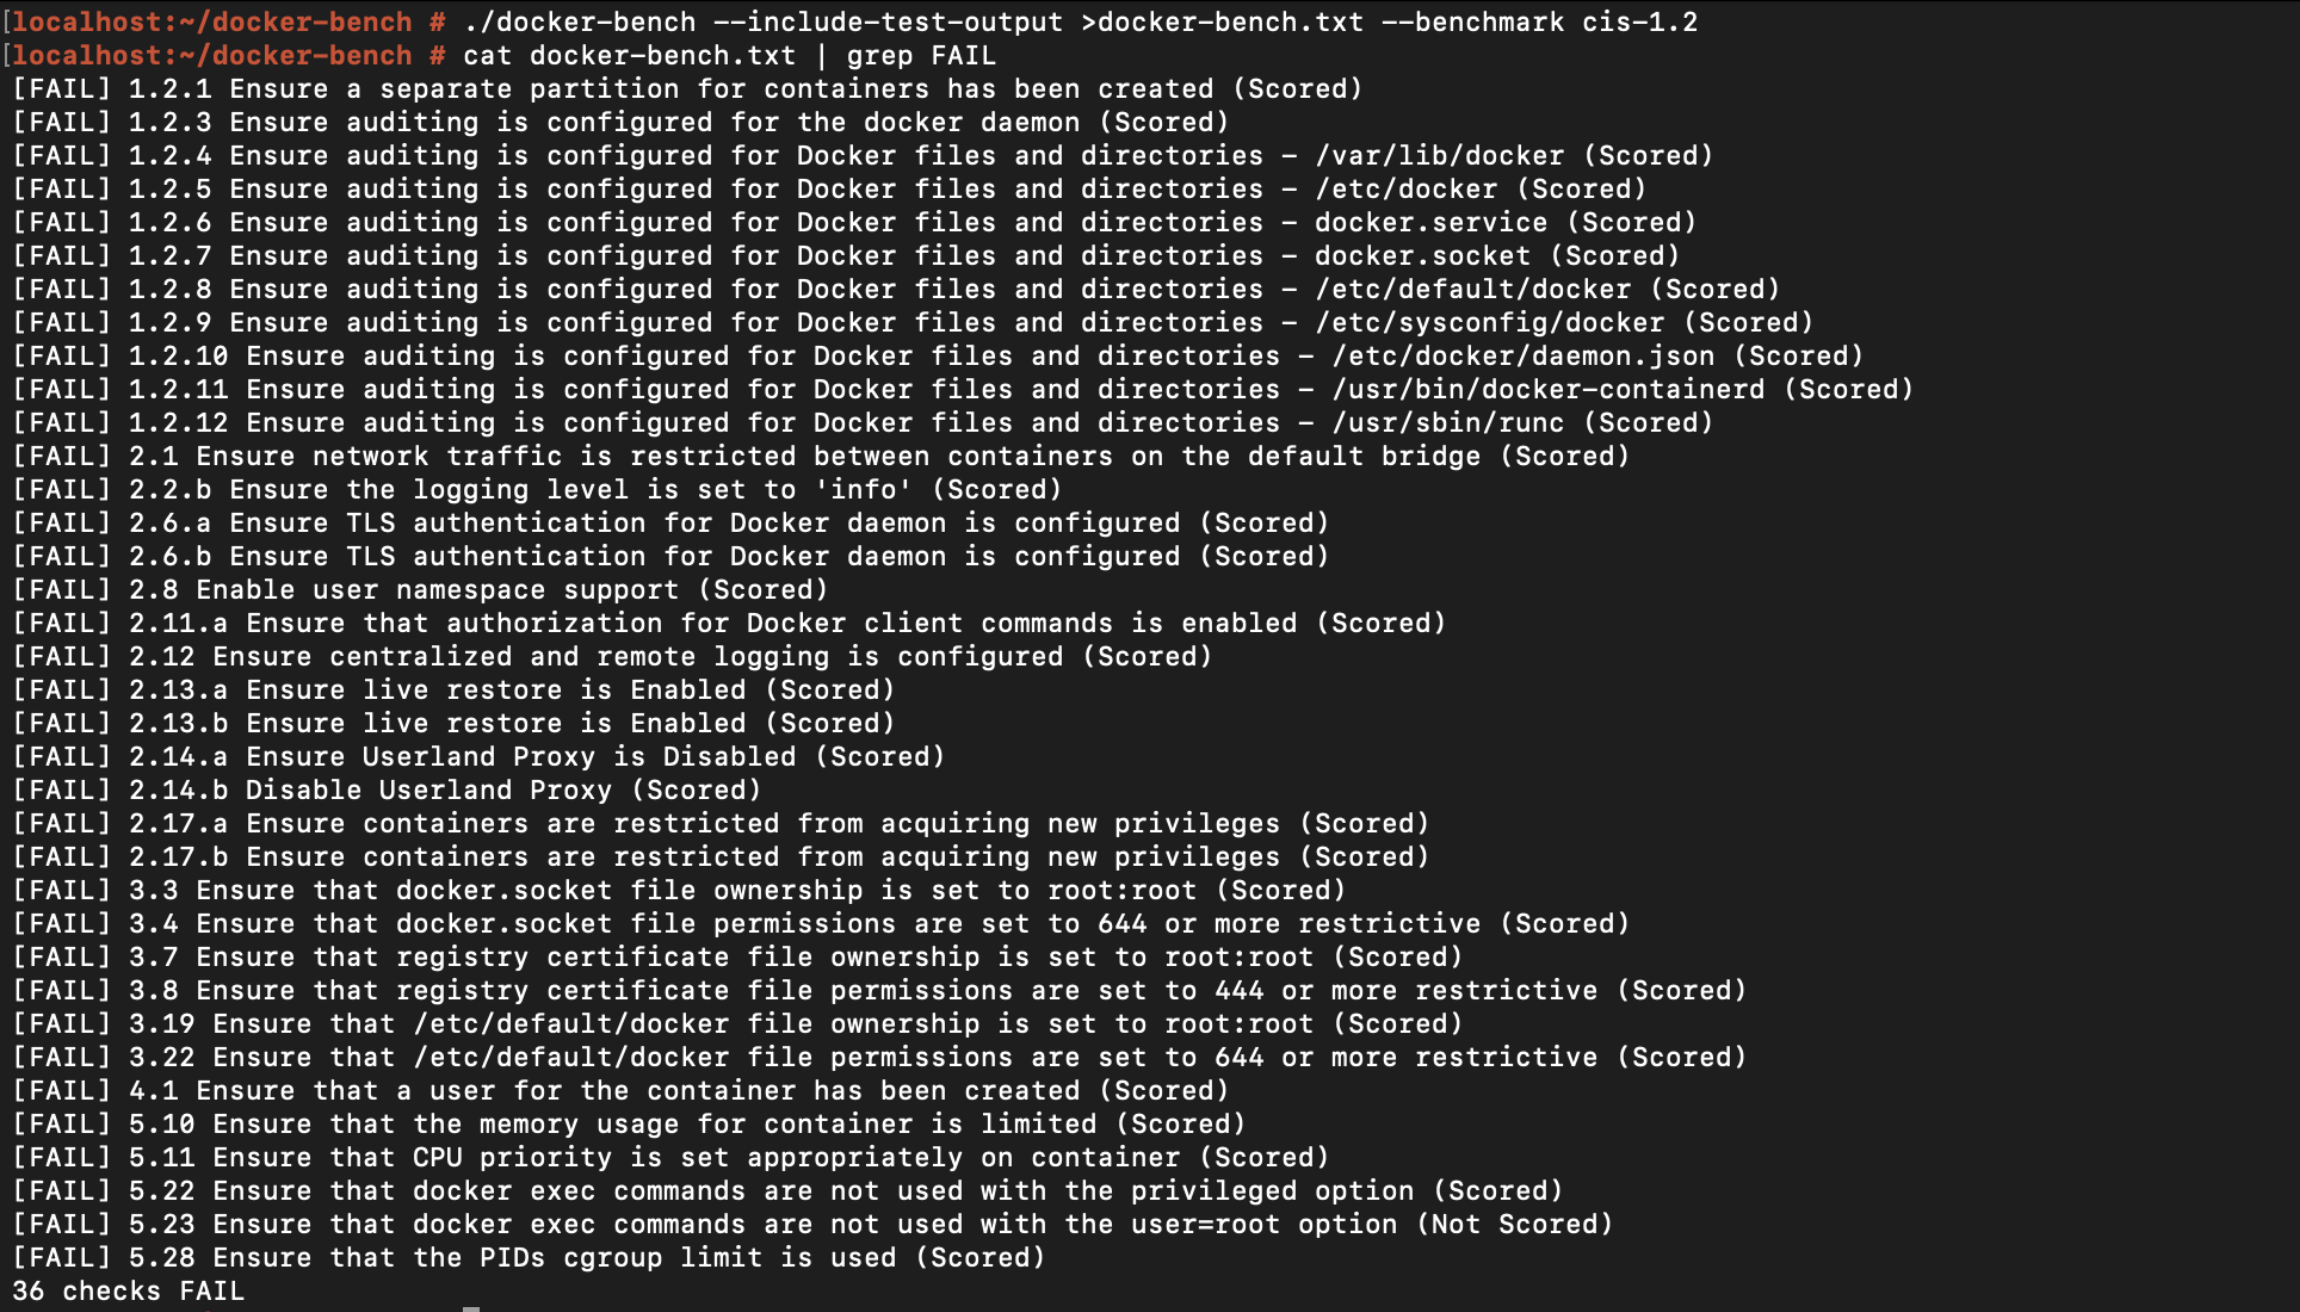 [localhost:~/docker-bench # ./docker-bench --include-test-output >docker-bench.txt --benchmark cis-1.2
[localhost:~/docker-bench # cat docker-bench.txt | grep FAIL
[FAIL] 1.2.1 Ensure a separate partition for containers has been created (Scored)
[FAIL] 1.2.3 Ensure auditing is configured for the docker daemon (Scored)
[FAIL] 1.2.4 Ensure auditing is configured for Docker files and directories - /var/lib/docker (Scored)
[FAIL] 1.2.5 Ensure auditing is configured for Docker files and directories - /etc/docker (Scored)
[FAIL] 1.2.6 Ensure auditing is configured for Docker files and directories - docker.service (Scored)
[FAIL] 1.2.7 Ensure auditing is configured for Docker files and directories - docker.socket (Scored)
[FAIL] 1.2.8 Ensure auditing is configured for Docker files and directories - /etc/default/docker (Scored)
[FAIL] 1.2.9 Ensure auditing is configured for Docker files and directories - /etc/sysconfig/docker (Scored)
[FAIL] 1.2.10 Ensure auditing is configured for Docker files and directories - /etc/docker/daemon.json (Scored)
[FAIL] 1.2.11 Ensure auditing is configured for Docker files and directories - /usr/bin/docker-containerd (Scored)
[FAIL] 1.2.12 Ensure auditing is configured for Docker files and directories - /usr/sbin/runc (Scored)
[FAIL] 2.1 Ensure network traffic is restricted between containers on the default bridge (Scored)
[FAIL] 2.2.b Ensure the logging level is set to 'info' (Scored)
[FAIL] 2.6.a Ensure TLS authentication for Docker daemon is configured (Scored)
[FAIL] 2.6.b Ensure TLS authentication for Docker daemon is configured (Scored)
[FAIL] 2.8 Enable user namespace support (Scored)
[FAIL] 2.11.a Ensure that authorization for Docker client commands is enabled (Scored)
[FAIL] 2.12 Ensure centralized and remote logging is configured (Scored)
[FAIL] 2.13.a Ensure live restore is Enabled (Scored)
[FAIL] 2.13.b Ensure live restore is Enabled (Scored)
[FAIL] 2.14.a Ensure Userland Proxy is Disabled (Scored)
[FAIL] 2.14.b Disable Userland Proxy (Scored)
[FAIL] 2.17.a Ensure containers are restricted from acquiring new privileges (Scored)
[FAIL] 2.17.b Ensure containers are restricted from acquiring new privileges (Scored)
[FAIL] 3.3 Ensure that docker.socket file ownership is set to root:root (Scored)
[FAIL] 3.4 Ensure that docker.socket file permissions are set to 644 or more restrictive (Scored)
[FAIL] 3.7 Ensure that registry certificate file ownership is set to root:root (Scored)
[FAIL] 3.8 Ensure that registry certificate file permissions are set to 444 or more restrictive (Scored)
[FAIL] 3.19 Ensure that /etc/default/docker file ownership is set to root:root (Scored)
[FAIL] 3.22 Ensure that /etc/default/docker file permissions are set to 644 or more restrictive (Scored)
[FAIL] 4.1 Ensure that a user for the container has been created (Scored)
[FAIL] 5.10 Ensure that the memory usage for container is limited (Scored)
[FAIL] 5.11 Ensure that CPU priority is set appropriately on container (Scored)
[FAIL] 5.22 Ensure that docker exec commands are not used with the privileged option (Scored)
[FAIL] 5.23 Ensure that docker exec commands are not used with the user=root option (Not Scored)
[FAIL] 5.28 Ensure that the PIDs cgroup limit is used (Scored)
36 checks FAIL